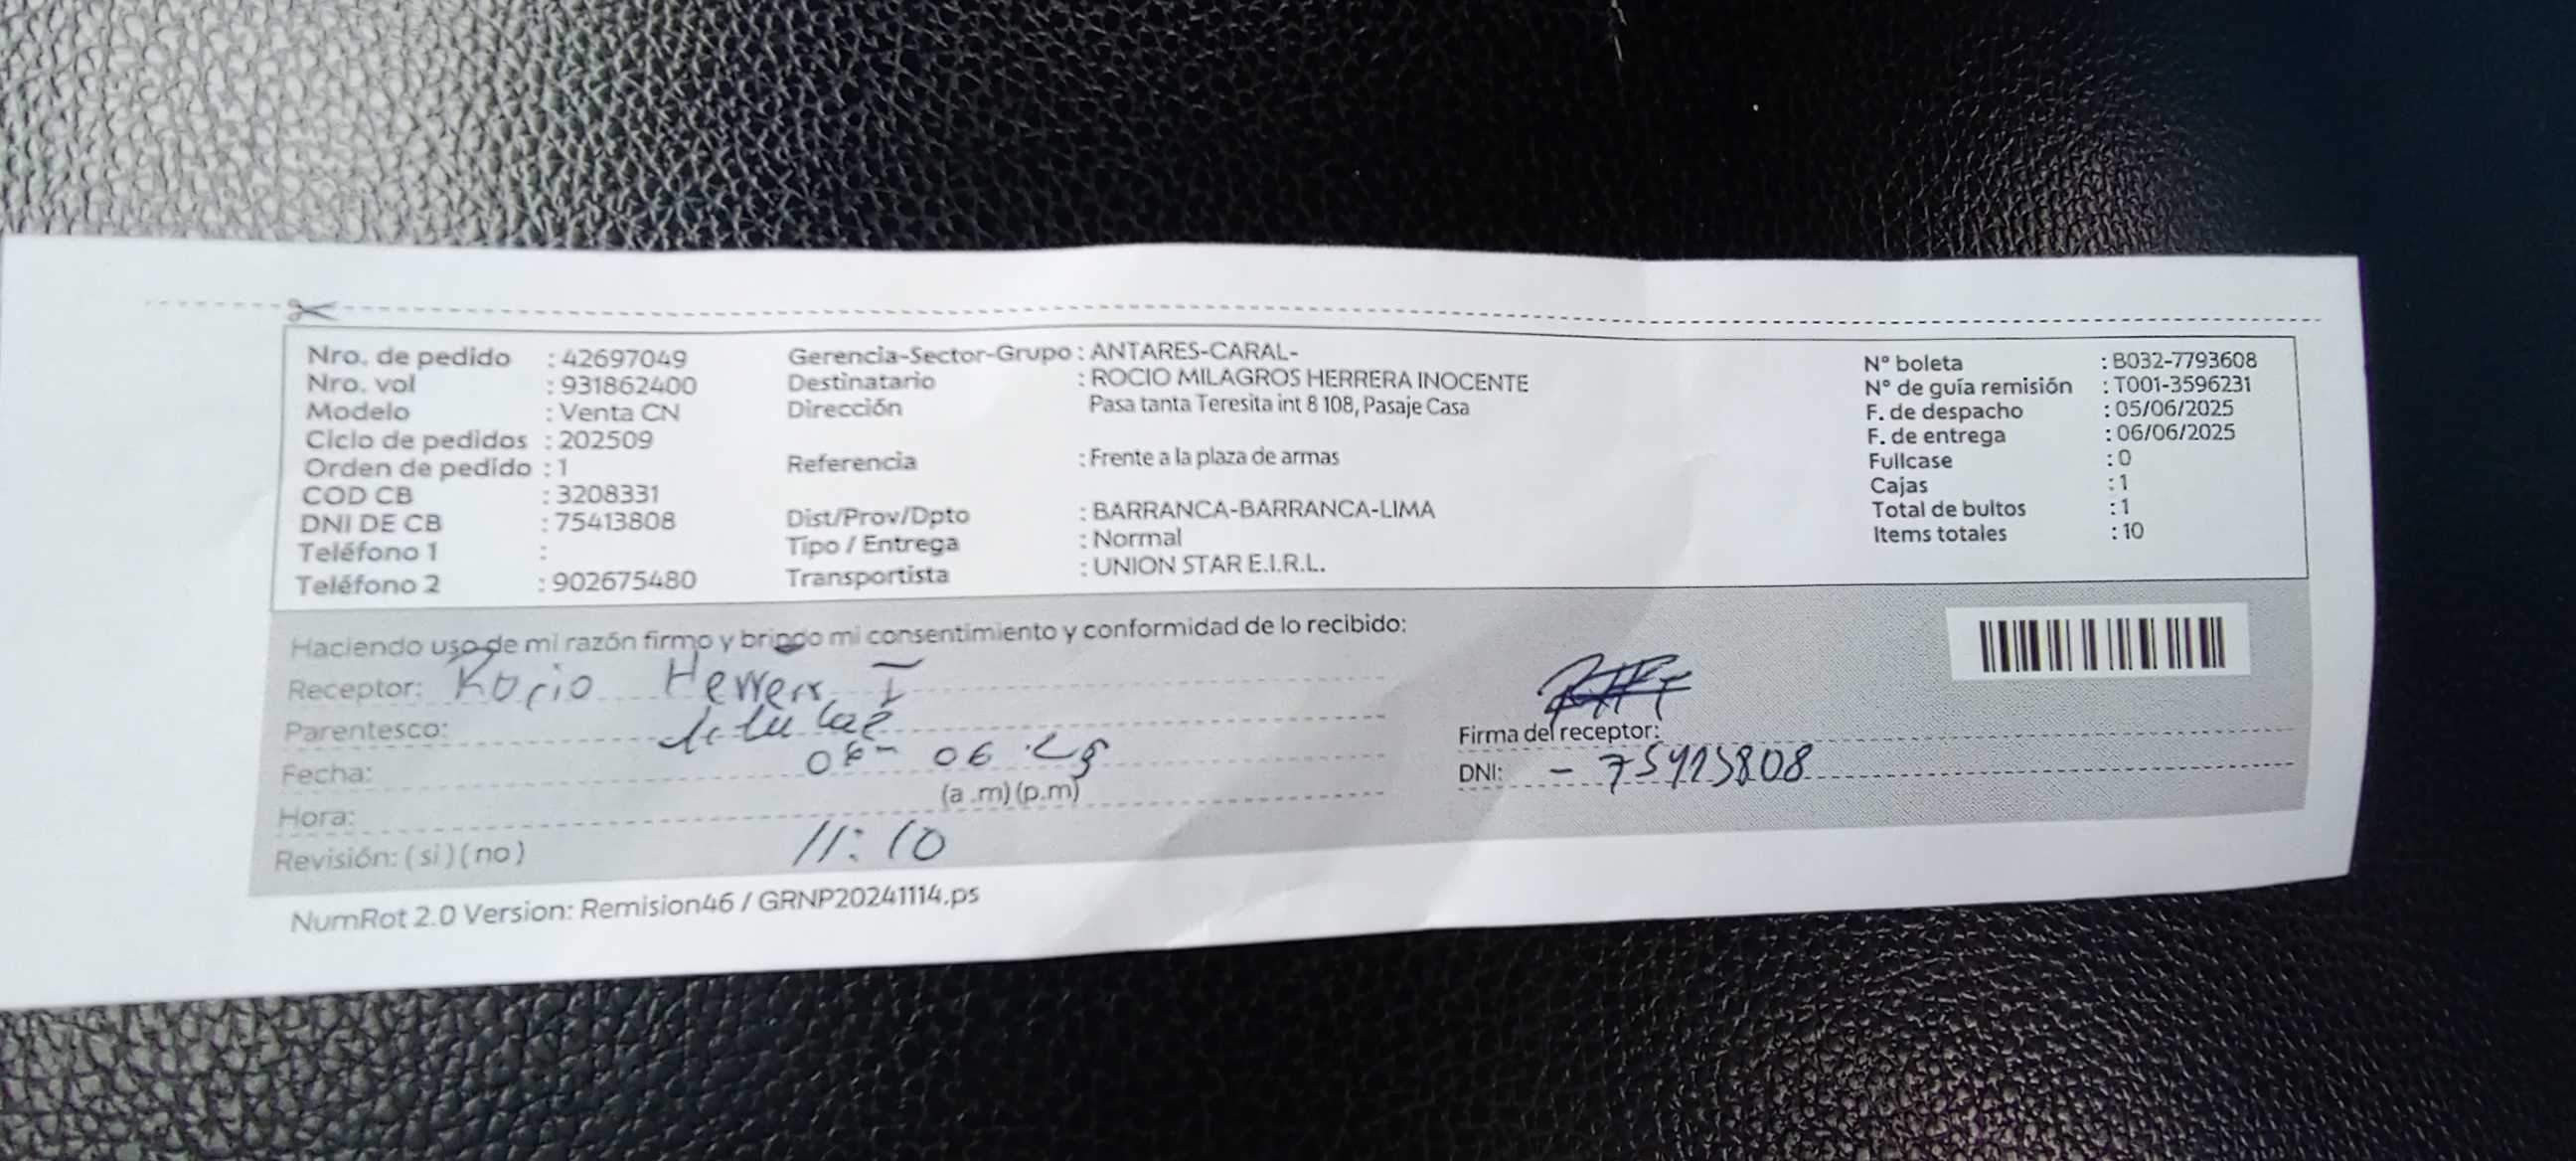 Nro. de pedido : 42697049
Nro. vol : 931862400
Modelo : Venta CN
Ciclo de pedidos : 202509
Orden de pedido : 1
COD CB : 3208331
DNI DE CB : 75413808
Teléfono 1 :
Teléfono 2 : 902675480
Gerencia-Sector-Grupo : ANTARES-CARAL-
Destinatario : ROCIO MILAGROS HERRERA INOCENTE
Dirección Pasa tanta Teresita int 8 108, Pasaje Casa
Referencia : Frente a la plaza de armas
Dist/Prov/Dpto : BARRANCA-BARRANCA-LIMA
Tipo / Entrega : Normal
Transportista : UNION STAR E.I.R.L.
N° boleta : B032-7793608
N° de guía remisión : T001-3596231
F. de despacho : 05/06/2025
F. de entrega : 06/06/2025
Fullcase : 0
Cajas : 1
Total de bultos : 1
Items totales : 10
Haciendo uso de mi razón firmo y brindo mi consentimiento y conformidad de lo recibido:
Receptor: Rocio Herrera I
Parentesco:
Fecha: 06- 06
Hora: (a .m) (p.m)
11:10
Revisión: (si) (no)
Firma del receptor:
DNI: - 75413808
NumRot 2.0 Version: Remision46 / GRNP20241114.ps